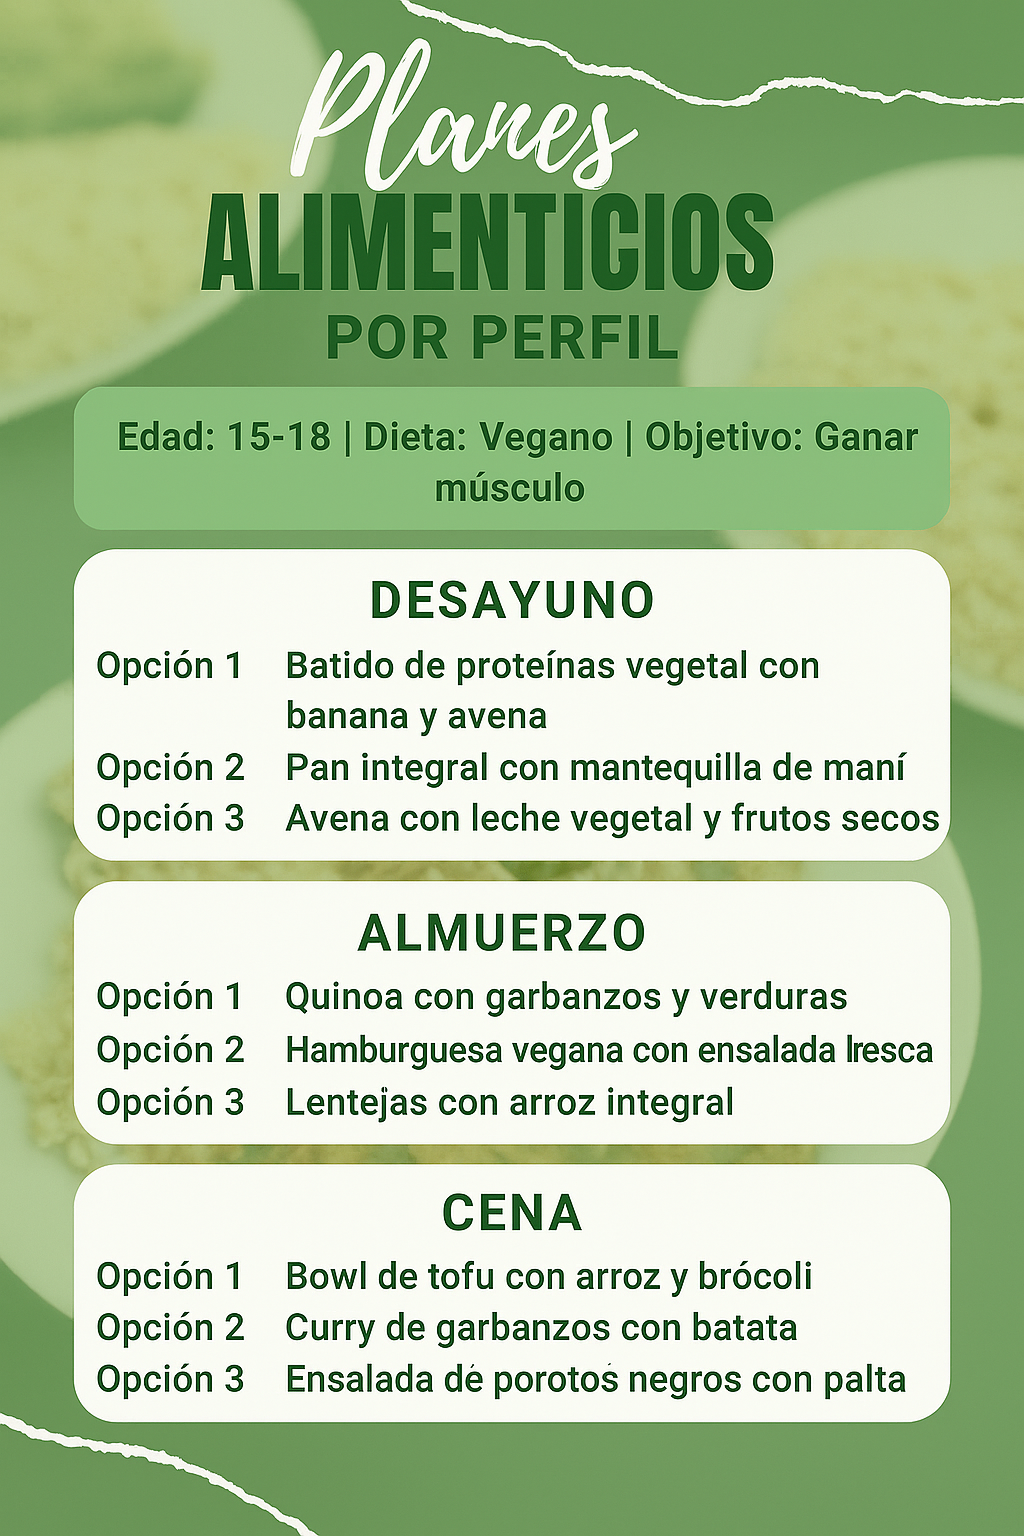 Planes
ALIMENTICIOS
POR PERFIL
Edad: 15-18 | Dieta: Vegano | Objetivo: Ganar
músculo
DESAYUNO
Opción 1 Batido de proteínas vegetal con
banana y avena
Opción 2 Pan integral con mantequilla de maní
Opción 3 Avena con leche vegetal y frutos secos
ALMUERZO
Opción 1 Quinoa con garbanzos y verduras
Opción 2 Hamburguesa vegana con ensalada lresca
Opción 3 Lentejas con arroz integral
CENA
Opción 1 Bowl de tofu con arroz y brócoli
Opción 2 Curry de garbanzos con batata
Opción 3 Ensalada de porotos negros con palta